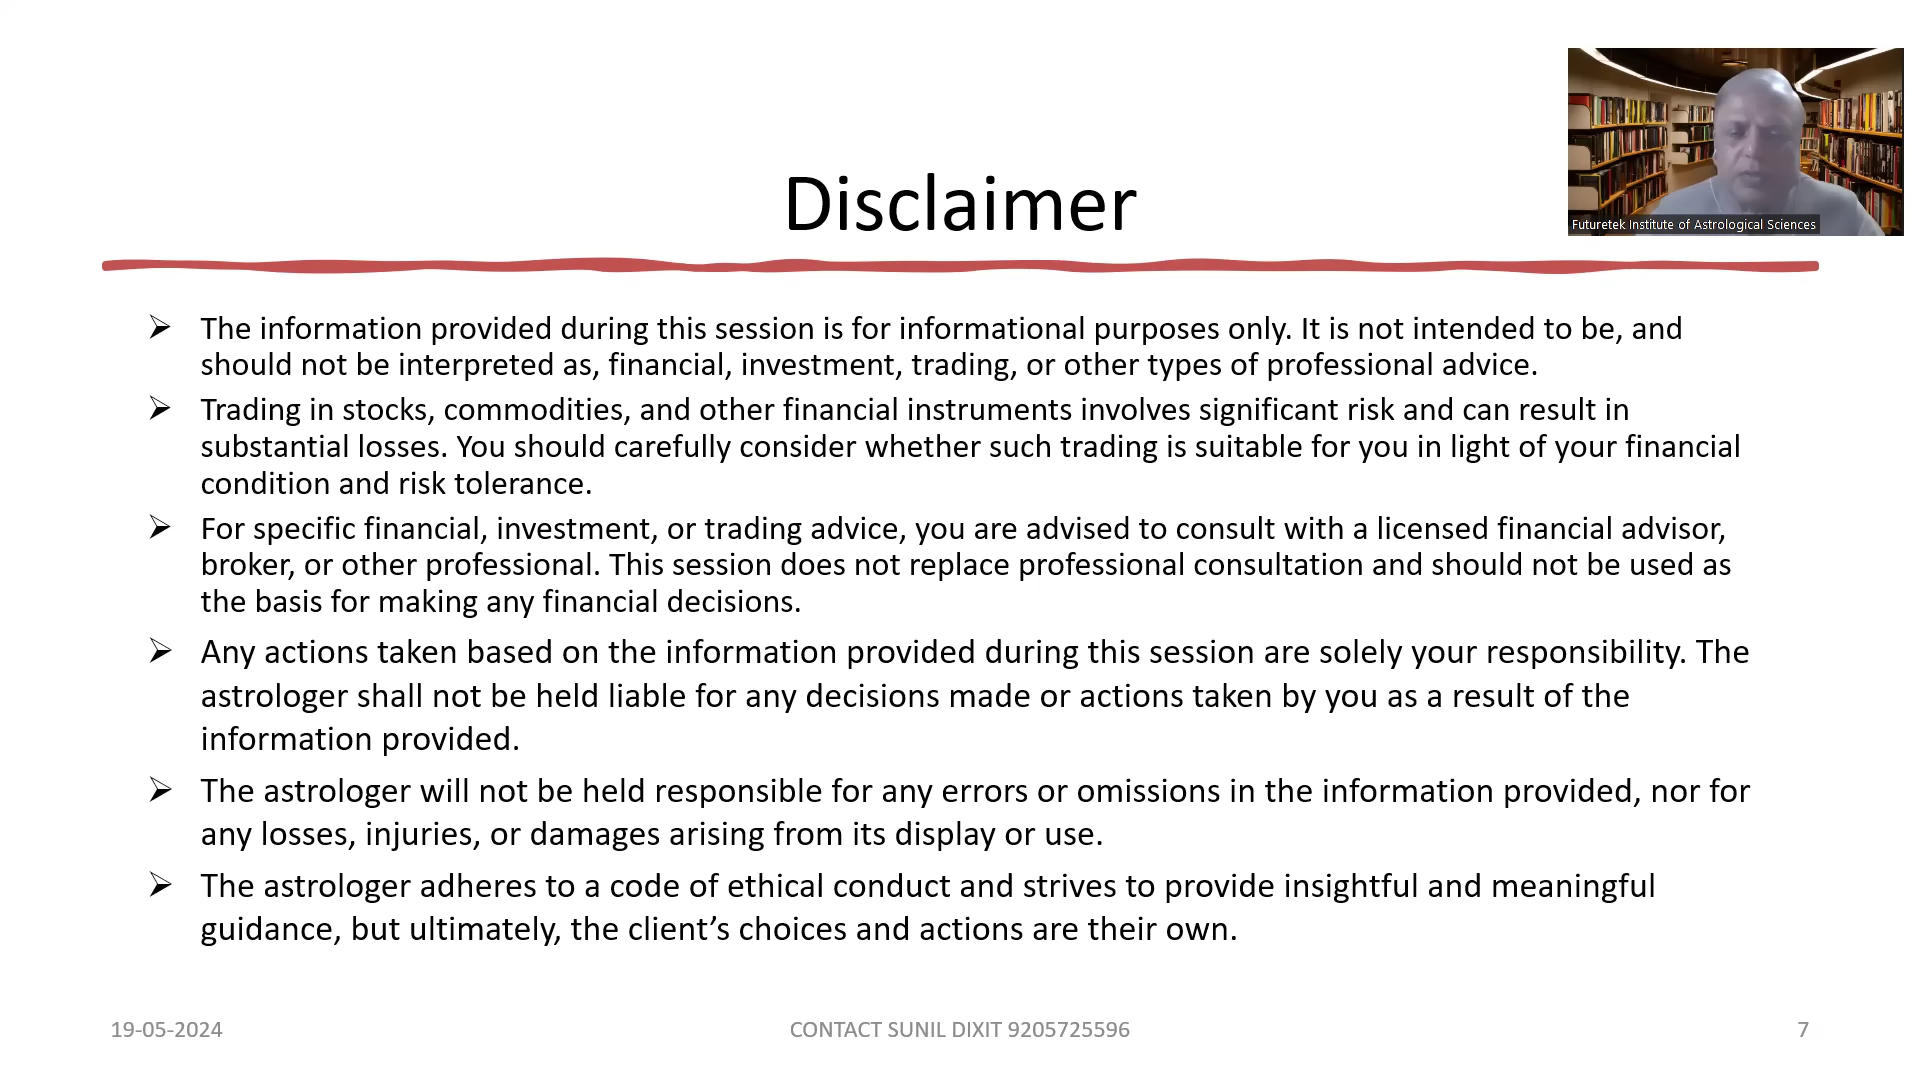 Futuretek Institute of Astrological Sciences
Disclaimer
➢ The information provided during this session is for informational purposes only. It is not intended to be, and
should not be interpreted as, financial, investment, trading, or other types of professional advice.
➢ Trading in stocks, commodities, and other financial instruments involves significant risk and can result in
substantial losses. You should carefully consider whether such trading is suitable for you in light of your financial
condition and risk tolerance.
➢ For specific financial, investment, or trading advice, you are advised to consult with a licensed financial advisor,
broker, or other professional. This session does not replace professional consultation and should not be used as
the basis for making any financial decisions.
➢ Any actions taken based on the information provided during this session are solely your responsibility. The
astrologer shall not be held liable for any decisions made or actions taken by you as a result of the
information provided.
➢ The astrologer will not be held responsible for any errors or omissions in the information provided, nor for
any losses, injuries, or damages arising from its display or use.
➢ The astrologer adheres to a code of ethical conduct and strives to provide insightful and meaningful
guidance, but ultimately, the client’s choices and actions are their own.
19-05-2024
CONTACT SUNIL DIXIT 9205725596
7